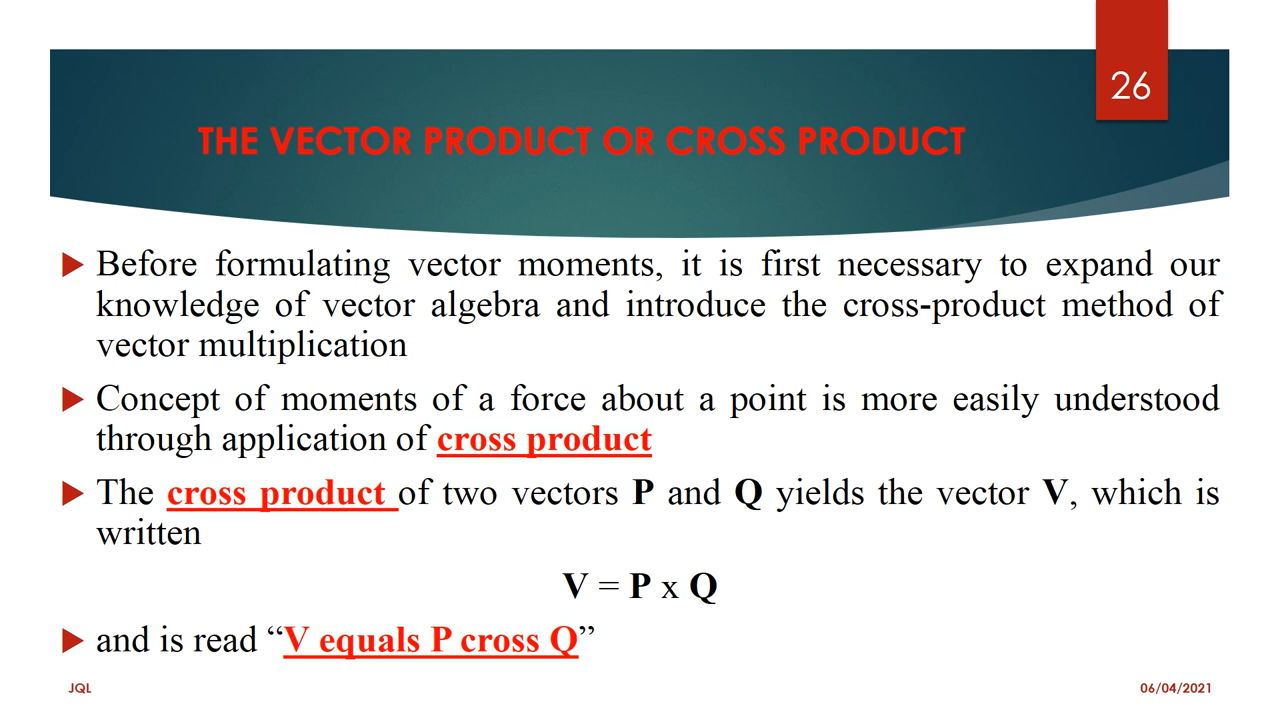 26
THE VECTOR PRODUCT OR CROSS PRODUCT
Before formulating vector moments, it is first necessary to expand our
knowledge of vector algebra and introduce the cross-product method of
vector multiplication
Concept of moments of a force about a point is more easily understood
through application of cross product
The cross product of two vectors P and Q yields the vector V, which is
written
V = P x Q
and is read “V equals P cross Q”
JQL
06/04/2021